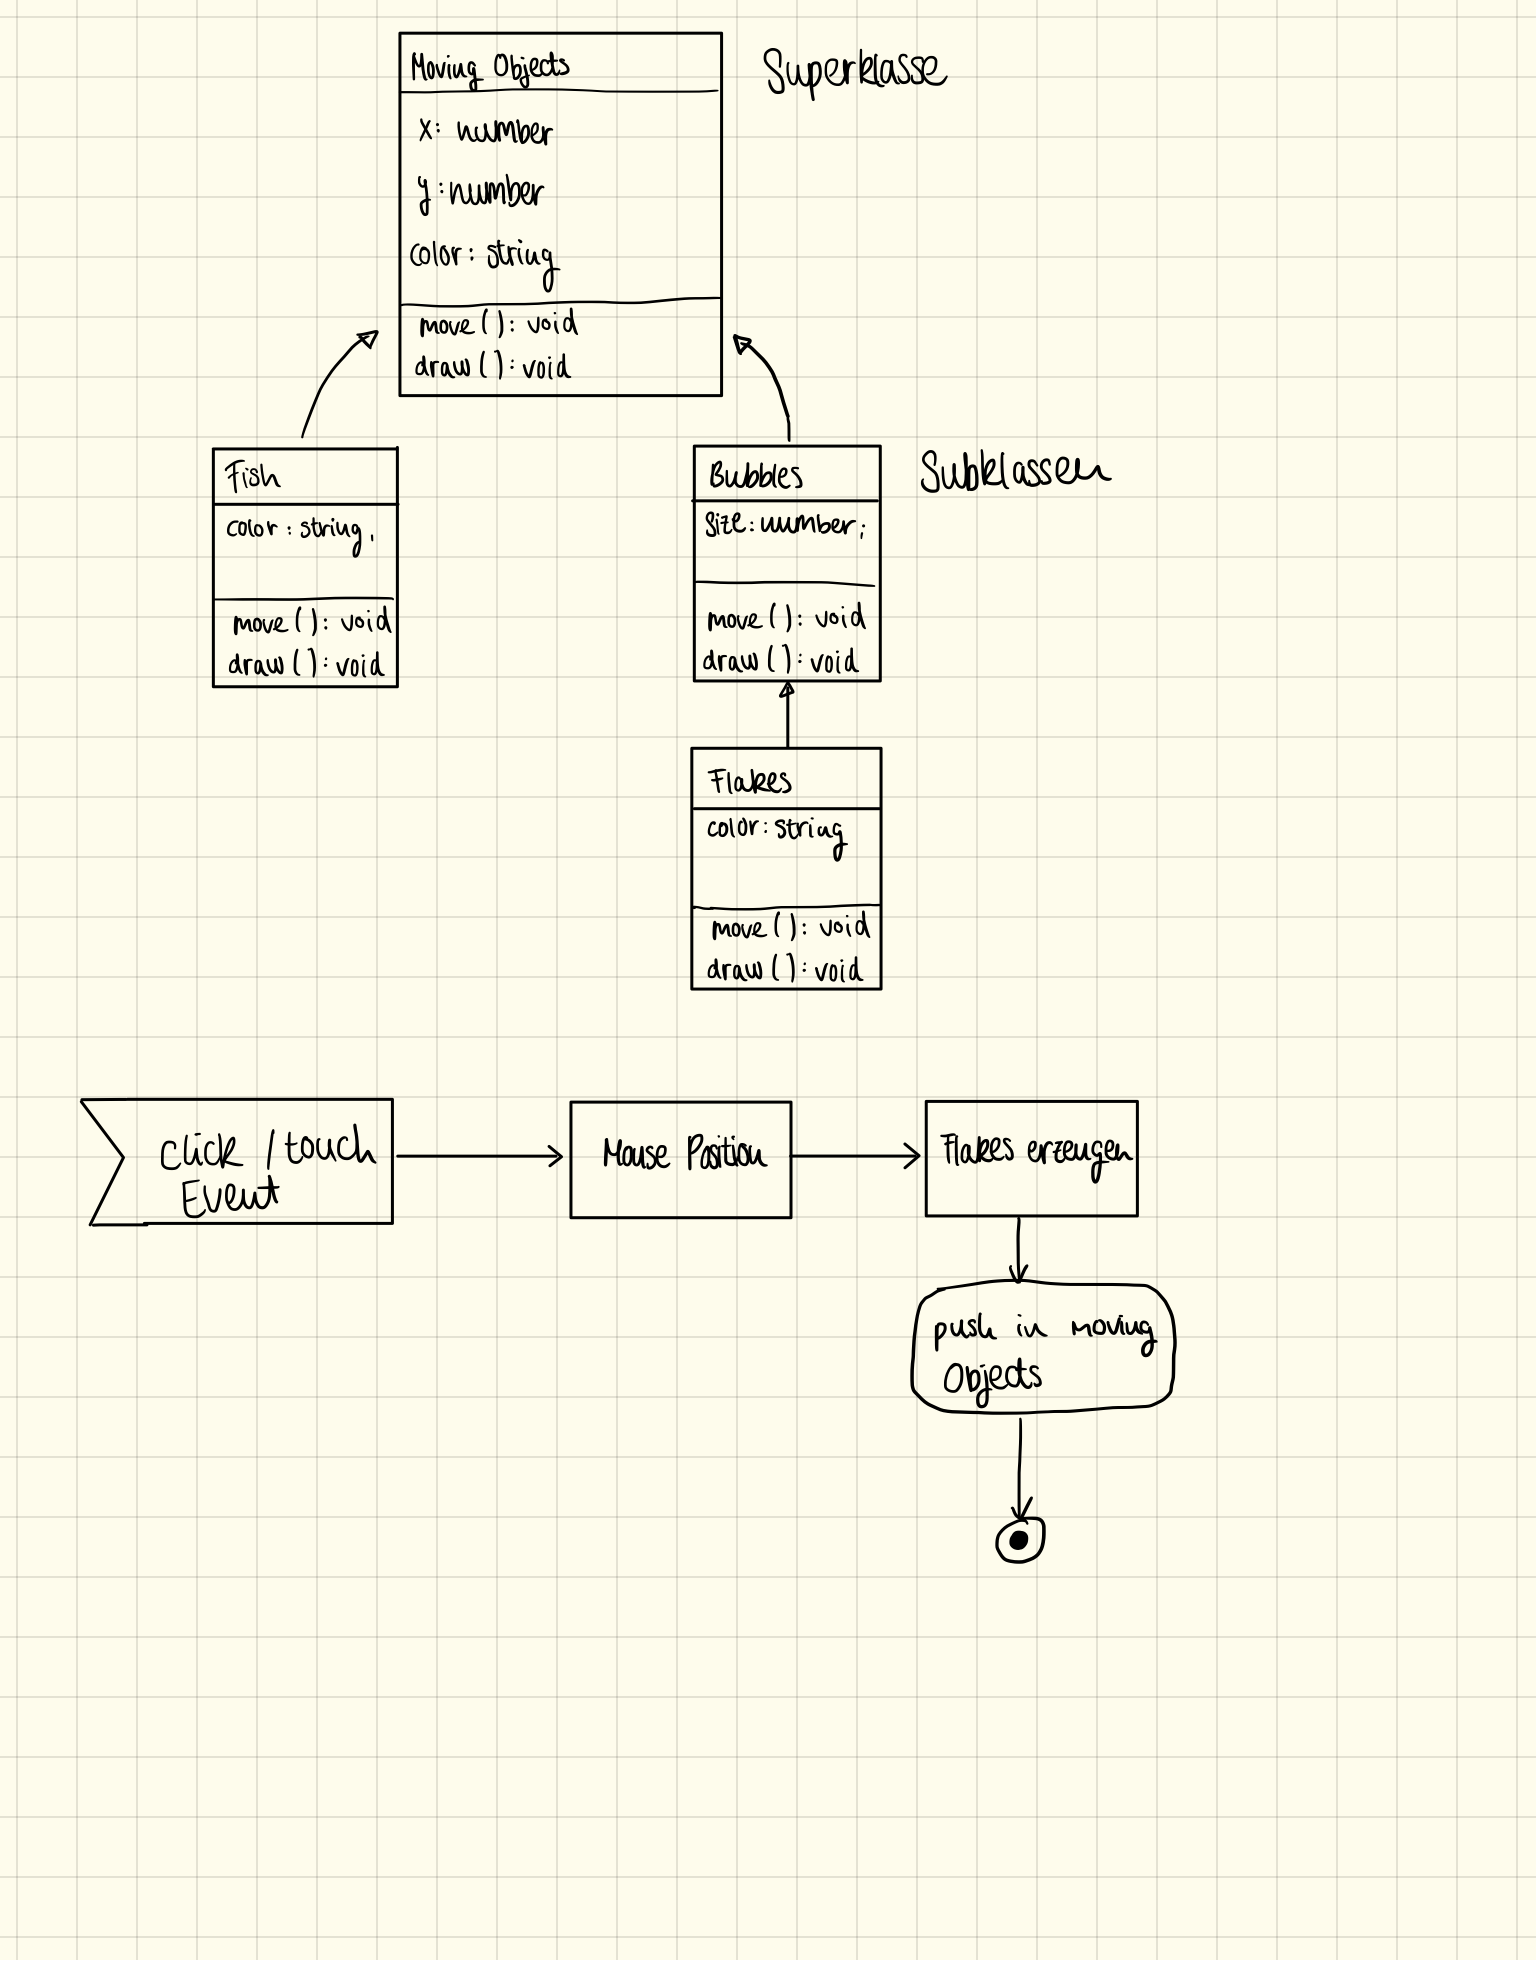 Moving Objects
Superklasse
x: number
y: number
color: string
move(): void
draw(): void
Fish
color: string,
move(): void
draw(): void
Bubbles
Subklassen
Size: number;
move(): void
draw(): void
Flakes
color: string
move(): void
draw(): void
click / touch
Event
Mouse Position
Flakes erzeugen
push in moving
Objects